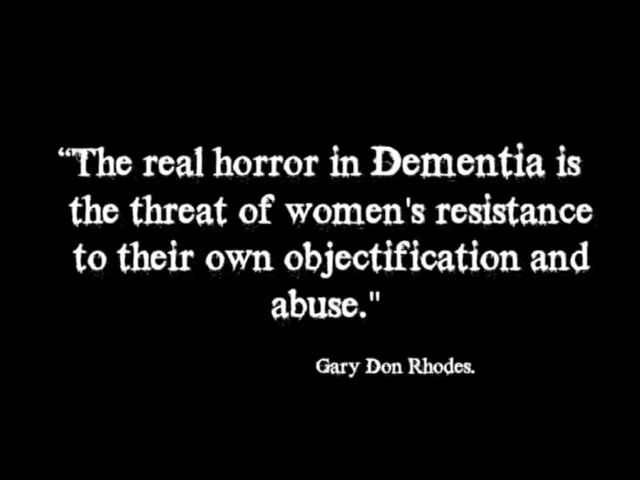 “The real horror in Dementia is
the threat of women's resistance
to their own objectification and
abuse."
Gary Don Rhodes.